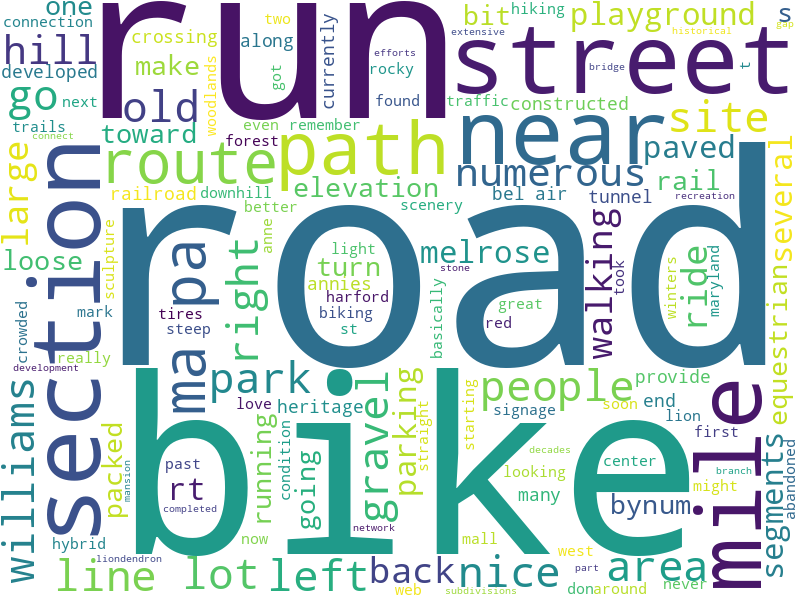 one
connection
two
hiking
playground
s
gap
run
crossing
along
currently
efforts
extensive
bit
historical
hill
make
got
rocky
street
bridge
t
developed
woodlands
go
next
old
found
traffic
constructed
near
site
trails
connect
toward
even
remember
forest
path
numerous
paved
several
large
section
route
railroad
downhill
elevation
bel air
tunnel
rail
recreation
better
scenery
road
loose
sculpture
pa
right
anne
light
turn
annies
melrose
stone
walking
took
winters
ride
maryland
equestrian
crowded
mark
tires
steep
harford
biking
st
basically
great
red
really
development
ma
park
love
heritage
gravel
parking
straight
people
signage
starting
soon
provide
end
lion
first
mile
williams
packed
bike
running
condition
past
rt
completed
mansion
going
network
looking
many
decades
center
bynum
branch
might
segments
abandoned
hybrid
liondendron
now
mall
west
line
lot
left
back
web
nice
subdivisions
part
don
around
area
never